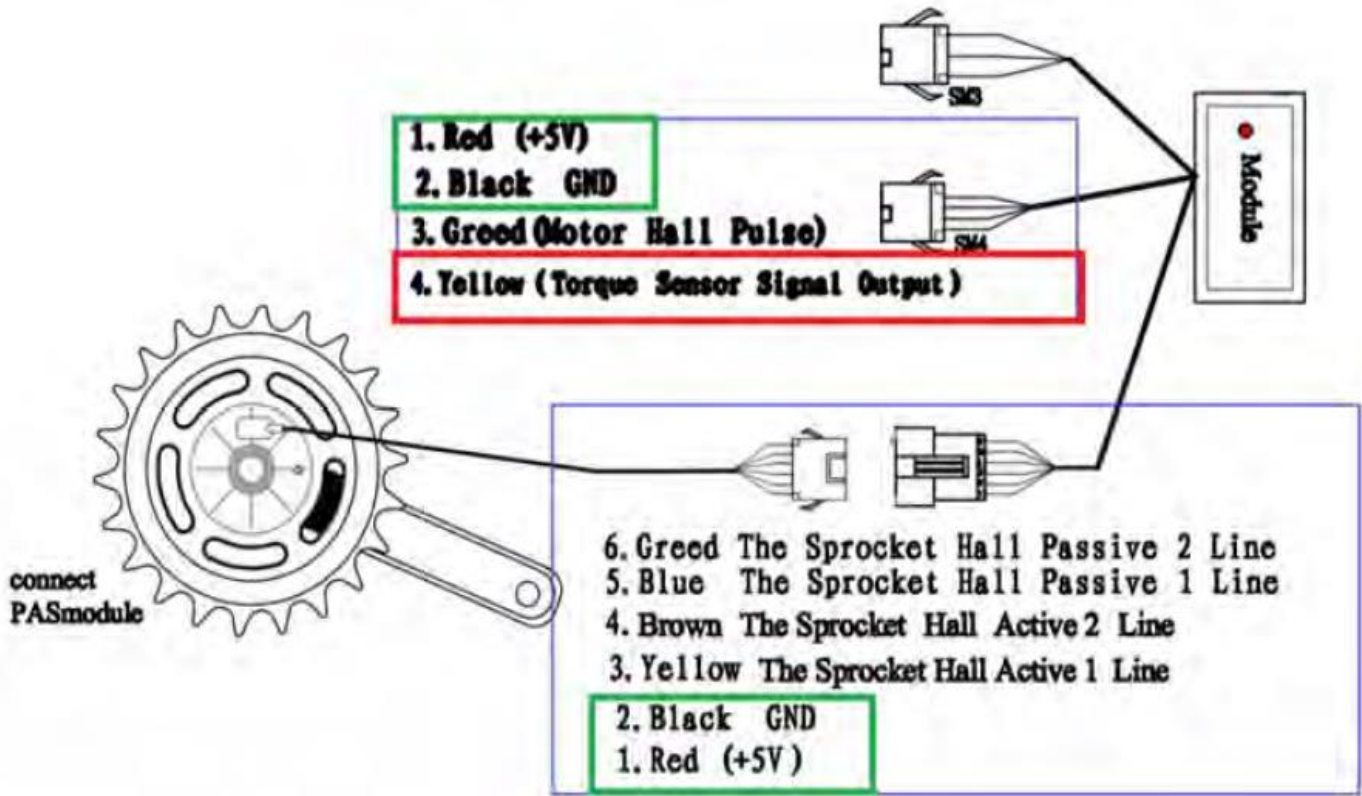 SM3
1. Red (+5V)
2. Black GND
3. Greed (Motor Hall Pulse)
SM4
4. Yellow (Torque Sensor Signal Output)
Module
6. Greed The Sprocket Hall Passive 2 Line
5. Blue The Sprocket Hall Passive 1 Line
4. Brown The Sprocket Hall Active 2 Line
3. Yellow The Sprocket Hall Active 1 Line
2. Black GND
1. Red (+5V)
connect
PASmodule